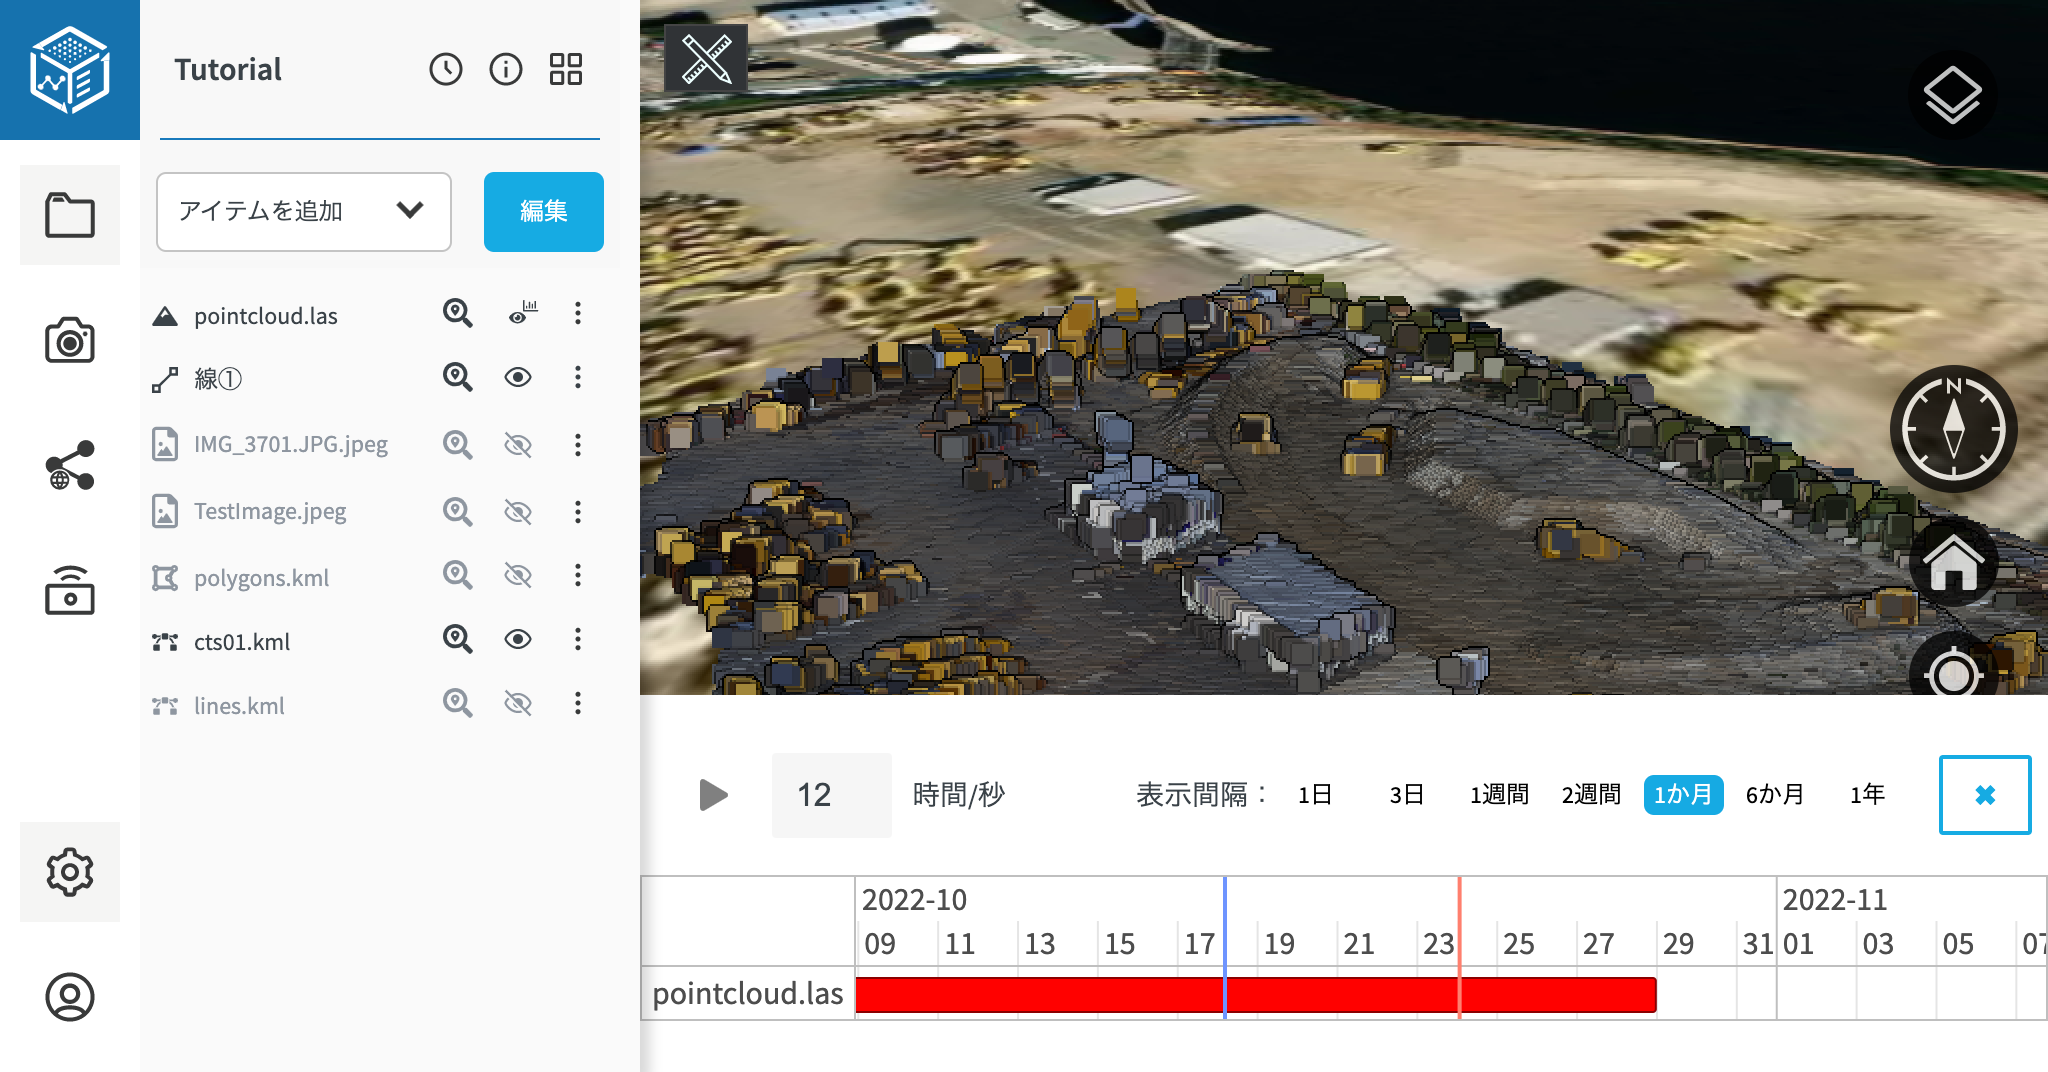 Tutorial
アイテムを追加
編集
pointcloud.las
線①
IMG_3701.JPG.jpeg
TestImage.jpeg
polygons.kml
cts01.kml
lines.kml
N
12 時間/秒 表示間隔： 1日 3日 1週間 2週間 1か月 6か月 1年
2022-10 2022-11
09 11 13 15 17 19 21 23 25 27 29 31 01 03 05 07
pointcloud.las